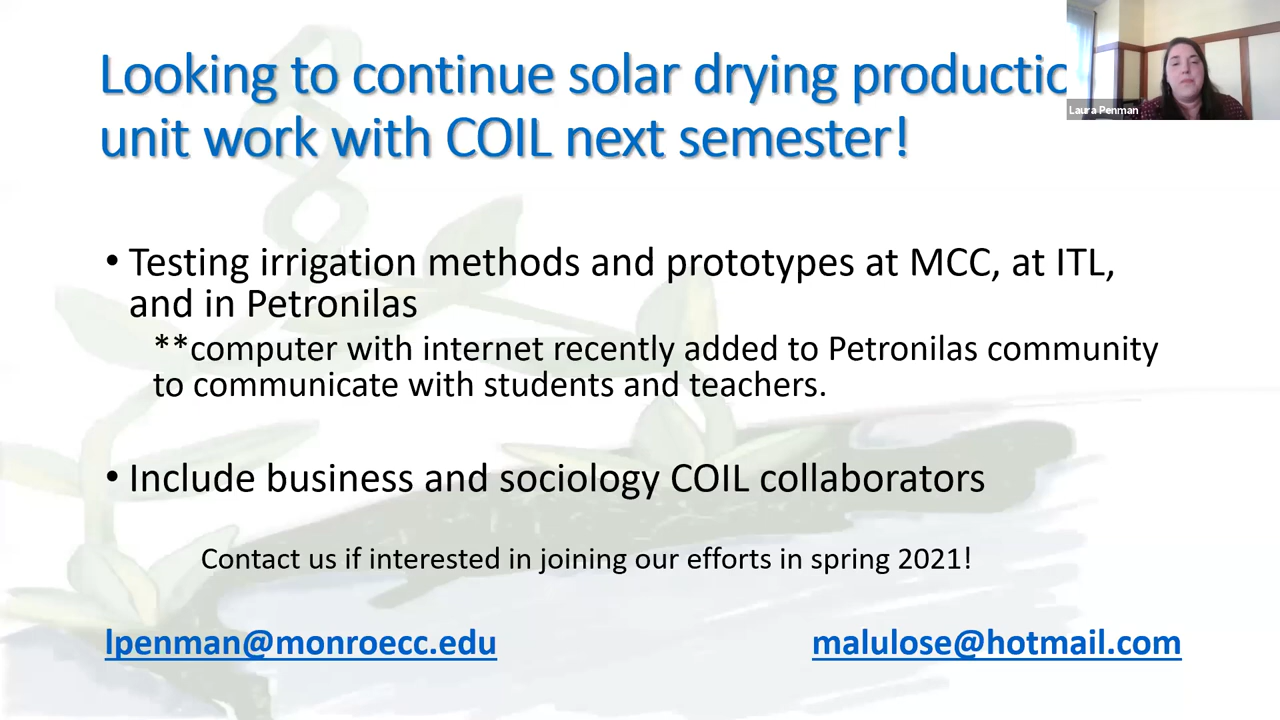 Looking to continue solar drying productio
unit work with COIL next semester!
Laura Penman
• Testing irrigation methods and prototypes at MCC, at ITL,
and in Petronilas
**computer with internet recently added to Petronilas community
to communicate with students and teachers.
• Include business and sociology COIL collaborators
Contact us if interested in joining our efforts in spring 2021!
lpenman@monroecc.edu
malulose@hotmail.com